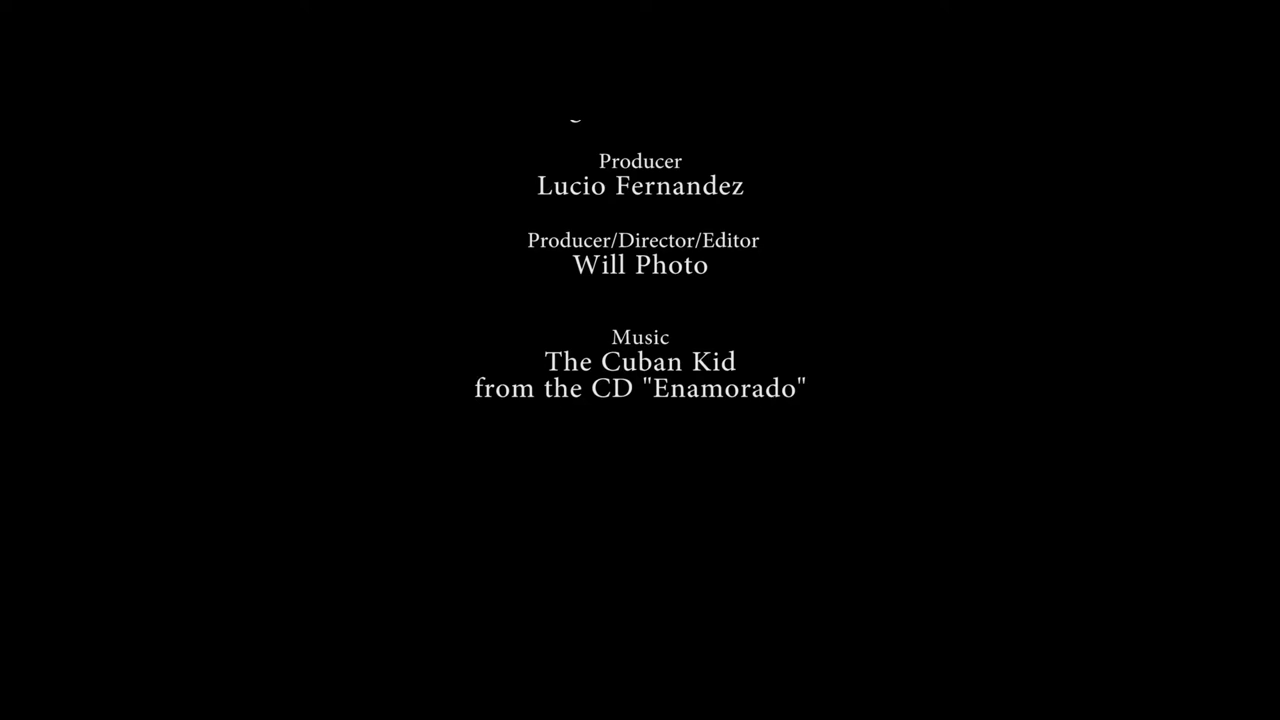 Producer
Lucio Fernandez
Producer/Director/Editor
Will Photo
Music
The Cuban Kid
from the CD "Enamorado"